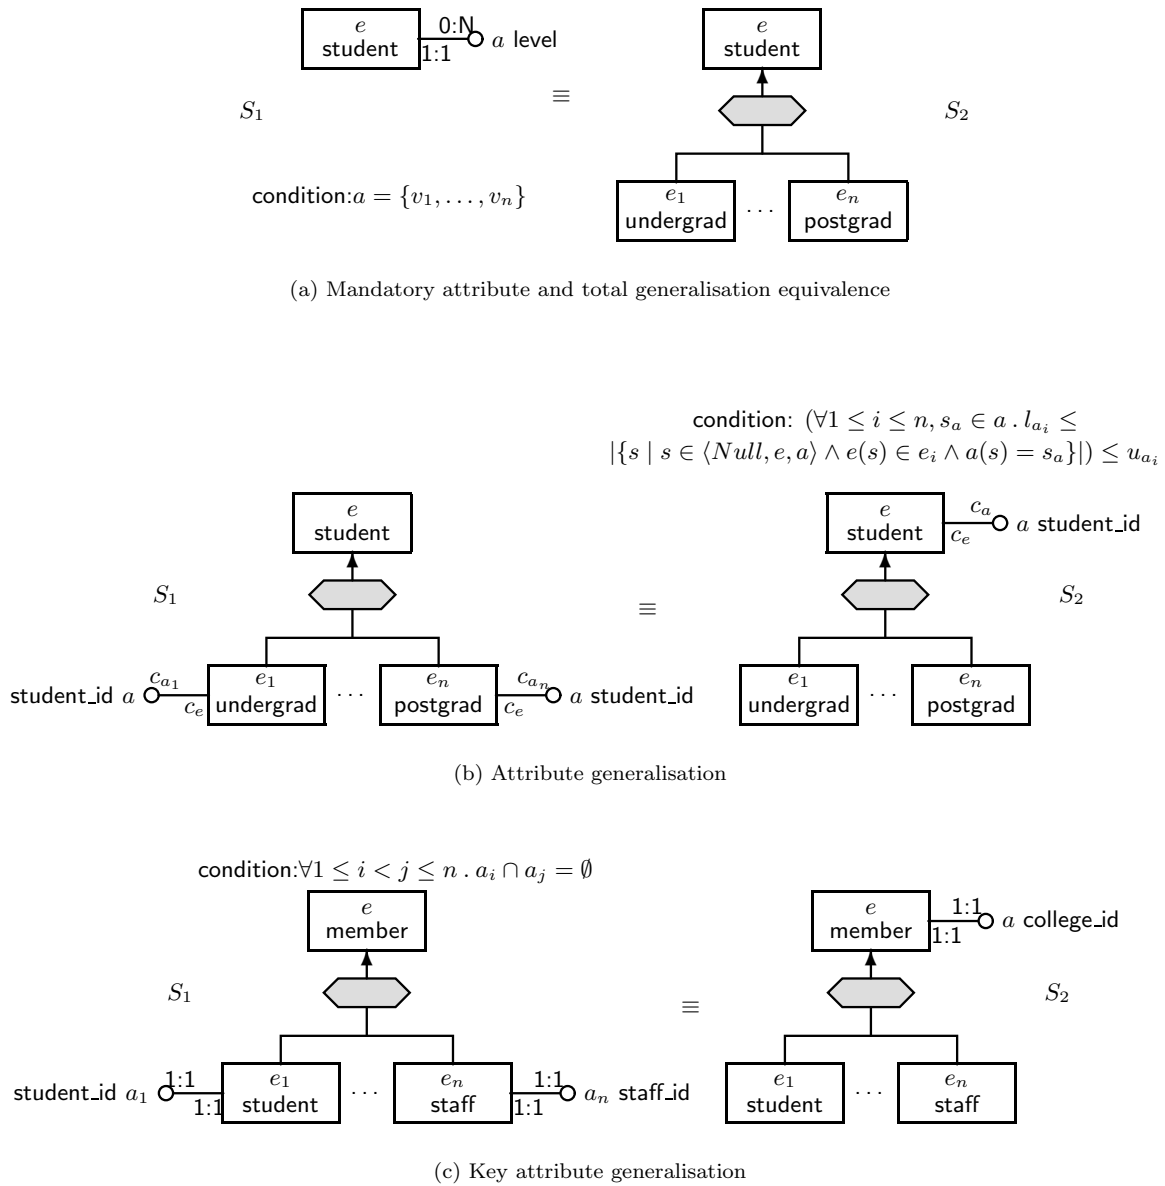 e e
student student
0:N
1:1
a level
S1 ≡ S2
condition:a = {v1, . . . , vn}
e1 en
undergrad · · · postgrad
(a) Mandatory attribute and total generalisation equivalence
condition: (∀1 ≤ i ≤ n, sa ∈ a . lai ≤
|{s | s ∈ ⟨Null, e, a⟩ ∧ e(s) ∈ ei ∧ a(s) = sa}|) ≤ uai
e e
student student
ca
ce
a student_id
S1 ≡ S2
student_id a ca1 ce e1 undergrad · · · en postgrad can ce a student_id
e1 undergrad · · · en postgrad
(b) Attribute generalisation
condition:∀1 ≤ i < j ≤ n . ai ∩ aj = ∅
e e
member member
1:1
1:1
a college_id
S1 ≡ S2
student_id a1 1:1 1:1 e1 student · · · en staff 1:1 1:1 an staff_id
e1 student · · · en staff
(c) Key attribute generalisation